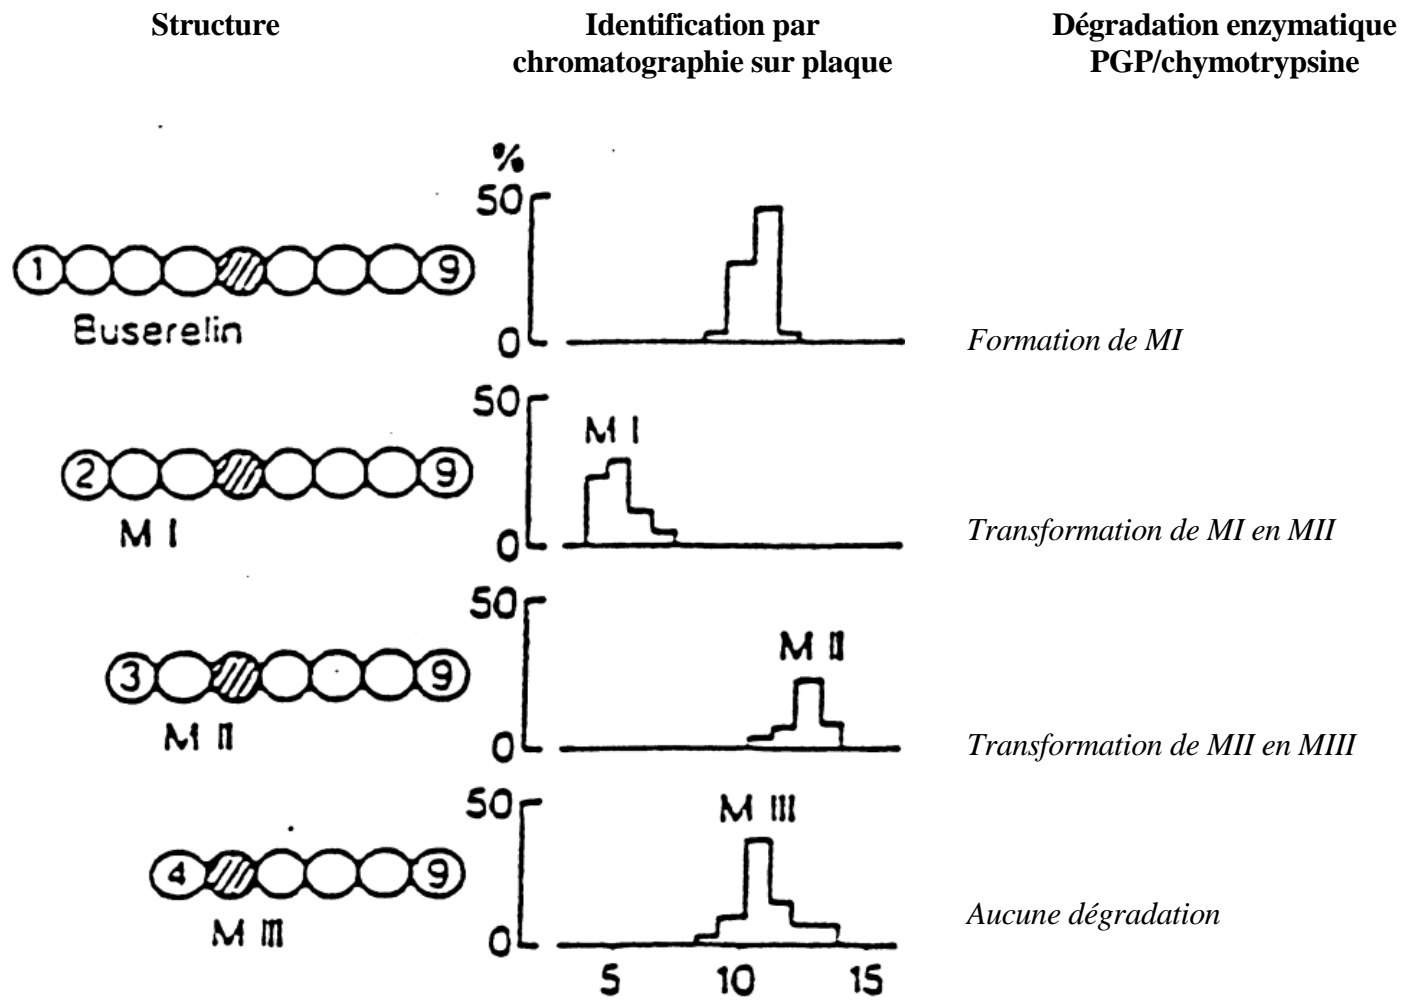 Structure
Identification par
chromatographie sur plaque
Dégradation enzymatique
PGP/chymotrypsine
%
50
0
1
9
Buserelin
Formation de MI
50
0
M I
2
9
M I
Transformation de MI en MII
50
0
M II
3
9
M II
Transformation de MII en MIII
50
0
M III
4
9
M III
Aucune dégradation
5 10 15